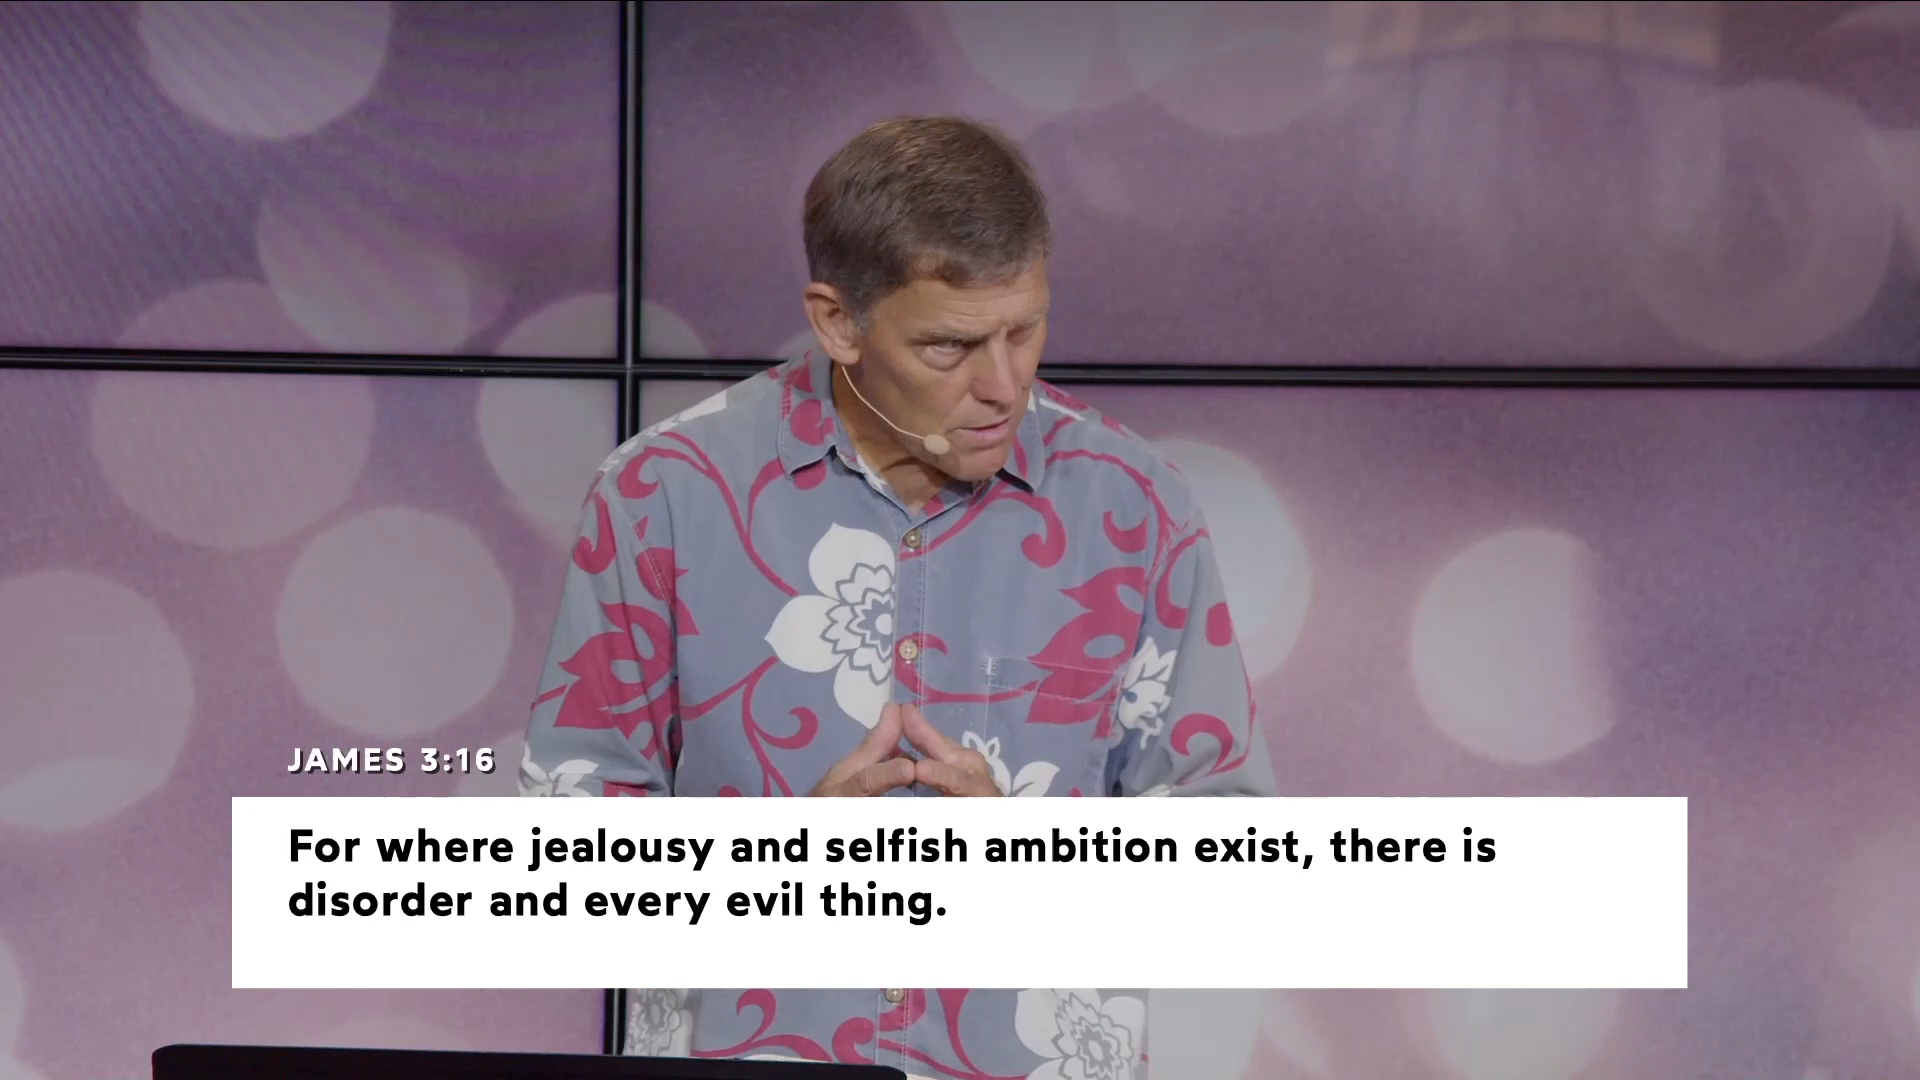 JAMES 3:16
For where jealousy and selfish ambition exist, there is
disorder and every evil thing.